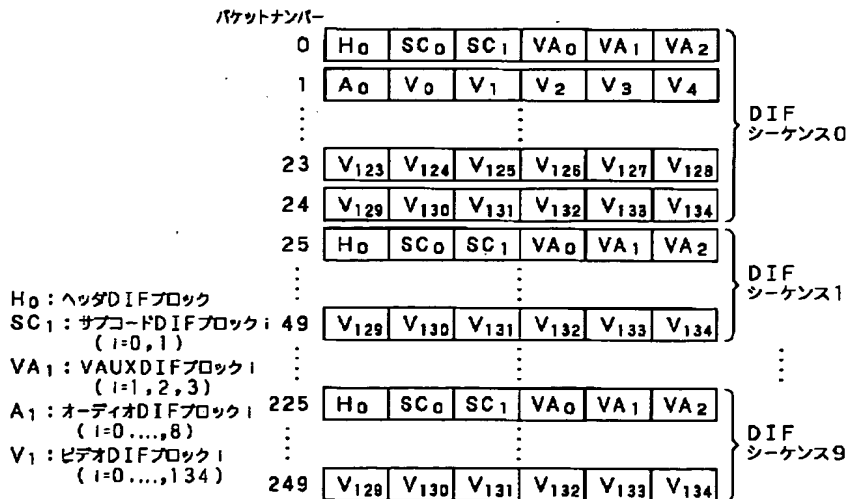 パケットナンバー
0 H0 SC0 SC1 VA0 VA1 VA2
1 A0 V0 V1 V2 V3 V4
DIF
シーケンス0
23 V123 V124 V125 V126 V127 V128
24 V129 V130 V131 V132 V133 V134
25 H0 SC0 SC1 VA0 VA1 VA2
DIF
シーケンス1
49 V129 V130 V131 V132 V133 V134
225 H0 SC0 SC1 VA0 VA1 VA2
DIF
シーケンス9
249 V129 V130 V131 V132 V133 V134
H0:ヘッダDIFブロック
SC1:サブコードDIFブロックi
(i=0,1)
VA1:VAUXDIFブロックi
(i=1,2,3)
A1:オーディオDIFブロックi
(i=0....,8)
V1:ビデオDIFブロックi
(i=0....,134)